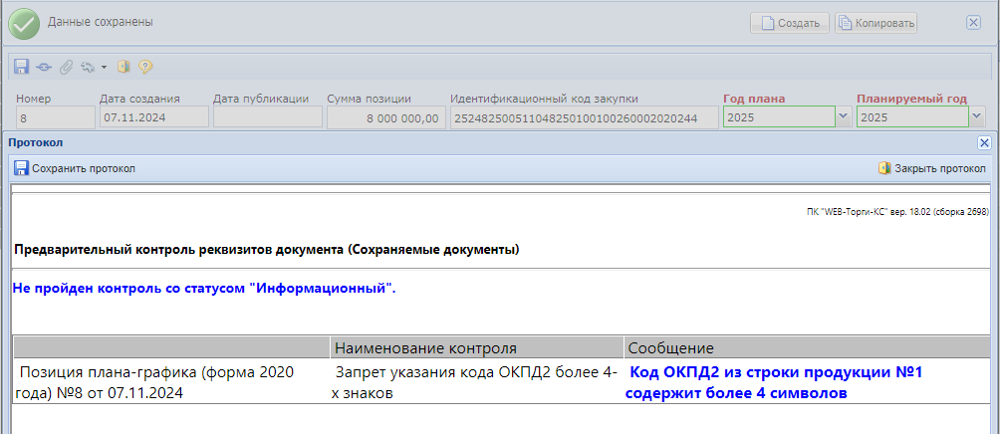 Данные сохранены
Создать
Копировать
Номер
Дата создания
Дата публикации
Сумма позиции
Идентификационный код закупки
Год плана
Планируемый год
8
07.11.2024
8 000 000,00
252482500511048250100100260002020244
2025
2025
Протокол
Сохранить протокол
Закрыть протокол
ПК "WEB-Торги-КС" вер. 18.02 (сборка 2698)
Предварительный контроль реквизитов документа (Сохраняемые документы)
Не пройден контроль со статусом "Информационный".
Наименование контроля
Сообщение
Позиция плана-графика (форма 2020
года) №8 от 07.11.2024
Запрет указания кода ОКПД2 более 4-
х знаков
Код ОКПД2 из строки продукции №1
содержит более 4 символов